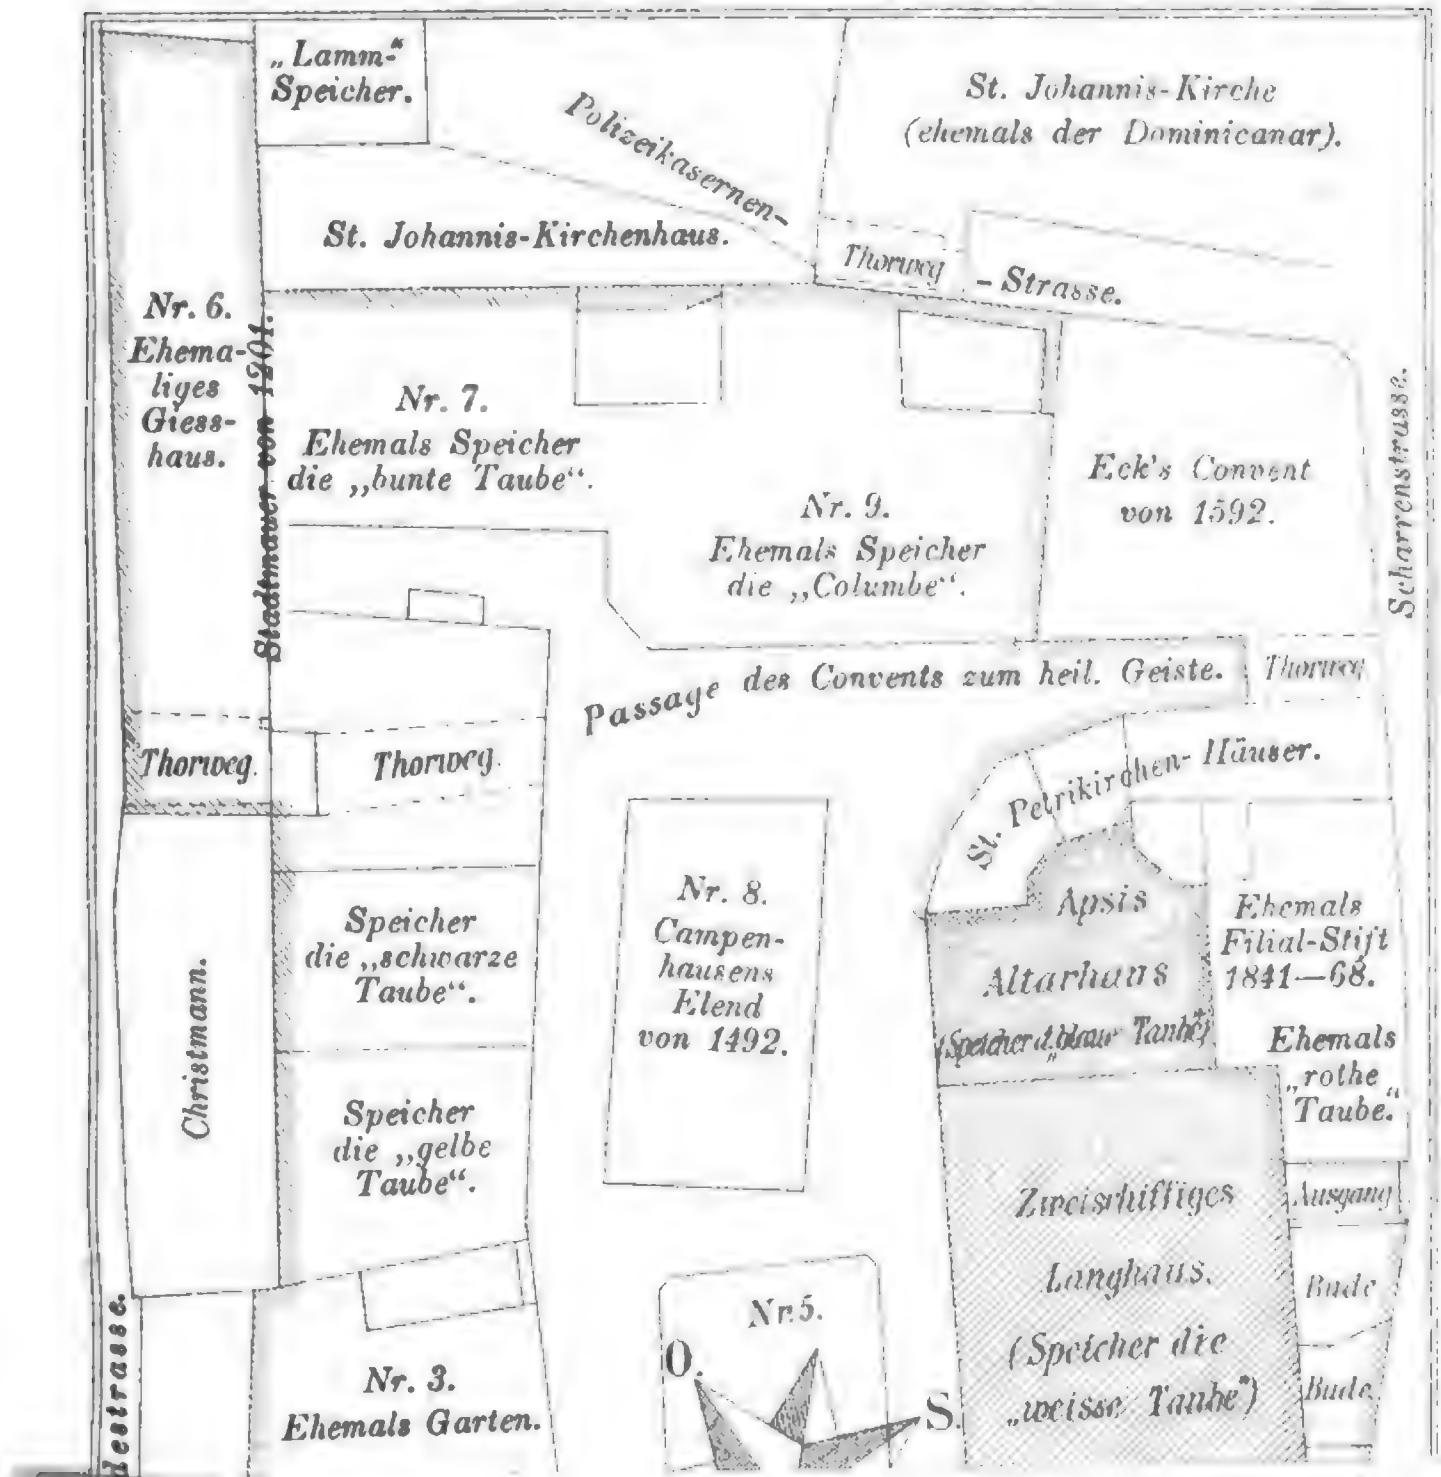 „Lamm-“
Speicher.
Polizeikasernen-
-Strasse.
St. Johannis-Kirche
(ehemals der Dominicanar).
St. Johannis-Kirchenhaus.
Thorweg
Nr. 6.
Ehema-
liges
Giess-
haus.
Stadtmauer von 1201.
Nr. 7.
Ehemals Speicher
die „bunte Taube“.
Nr. 9.
Ehemals Speicher
die „Columbe“.
Eck's Convent
von 1592.
Scharrenstrasse.
Passage des Convents zum heil. Geiste.
Thorweg
Thorweg.
Thorweg.
St. Petrikirchen-Häuser.
Christmann.
Speicher
die „schwarze
Taube“.
Nr. 8.
Campen-
hausens
Elend
von 1492.
Apsis
Altarhaus
(Speicher d. „blaue Taube“)
Ehemals
Filial-Stift
1841—68.
Ehemals
„rothe
Taube.“
Speicher
die „gelbe
Taube“.
Zweischiffiges
Langhaus.
(Speicher die
„weisse Taube“)
Ausgang
Bude
Bude
Nr. 5.
O.
S.
Nr. 3.
Ehemals Garten.
destrasse.